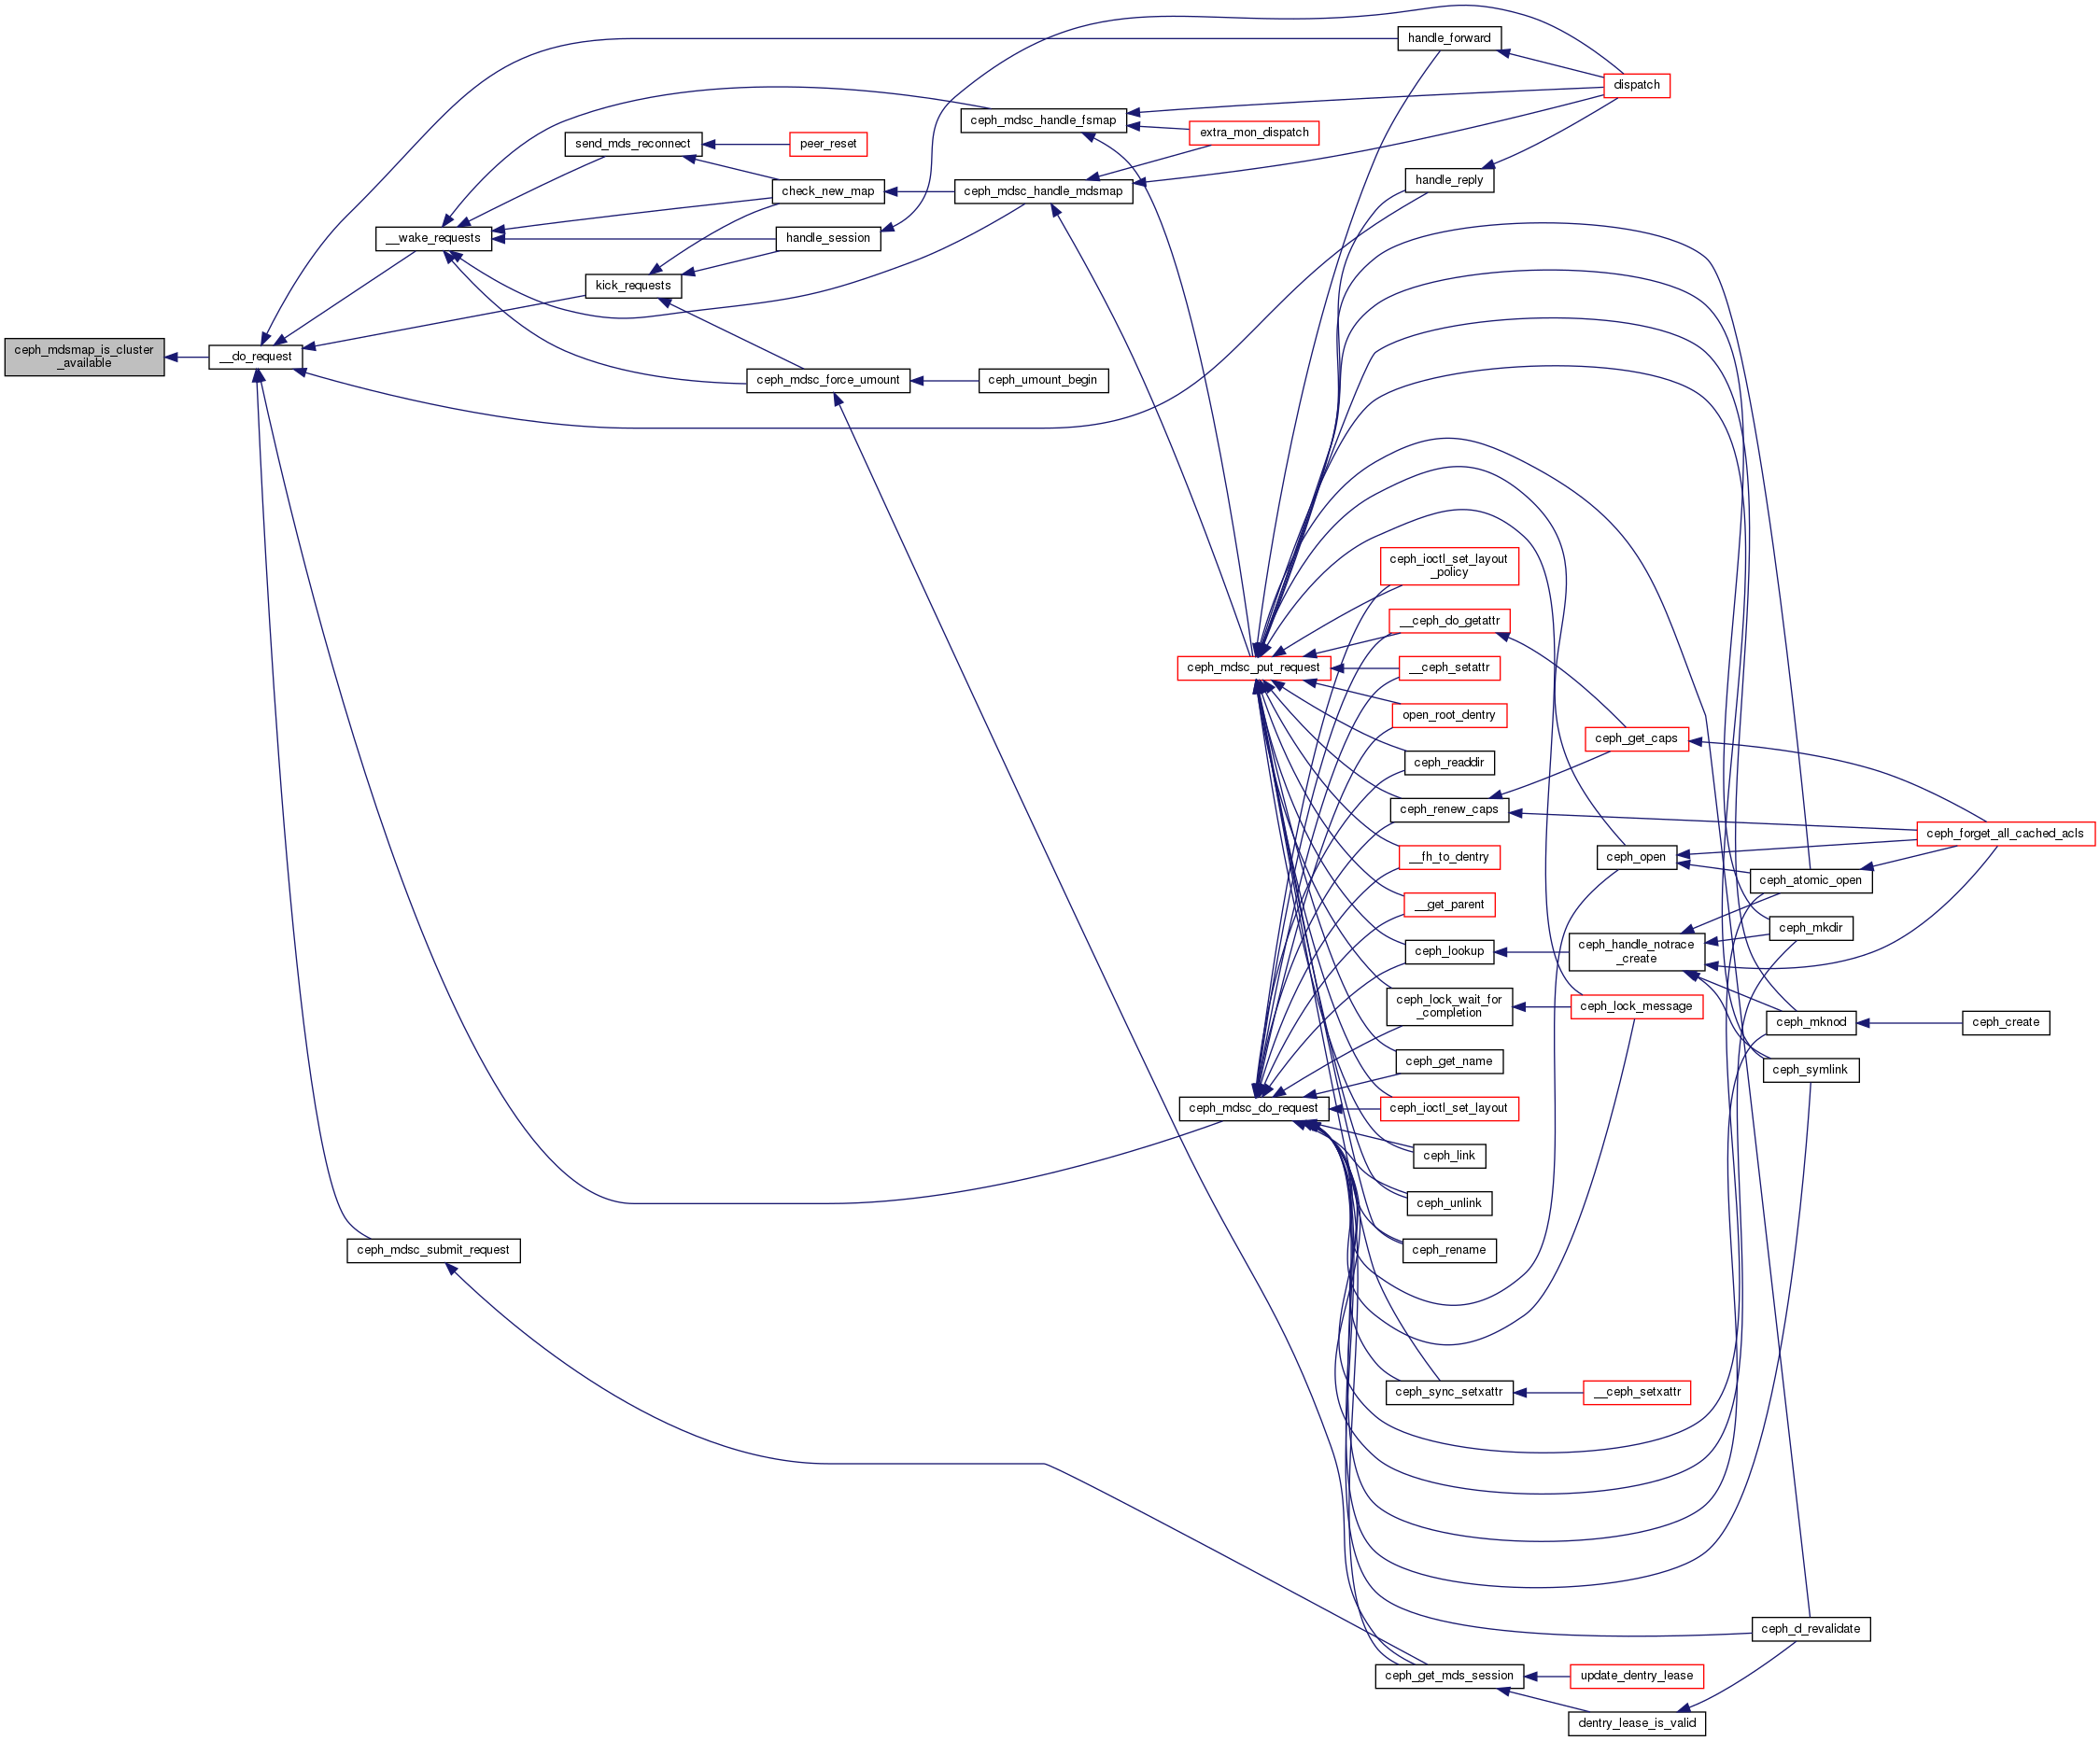 handle_forward
dispatch
ceph_mdsc_handle_fsmap
extra_mon_dispatch
send_mds_reconnect
peer_reset
handle_reply
check_new_map
ceph_mdsc_handle_mdsmap
__wake_requests
handle_session
kick_requests
ceph_mdsmap_is_cluster
_available
__do_request
ceph_mdsc_force_umount
ceph_umount_begin
ceph_ioctl_set_layout
_policy
__ceph_do_getattr
ceph_mdsc_put_request
__ceph_setattr
open_root_dentry
ceph_get_caps
ceph_readdir
ceph_renew_caps
ceph_forget_all_cached_acls
__fh_to_dentry
ceph_open
ceph_atomic_open
__get_parent
ceph_mkdir
ceph_lookup
ceph_handle_notrace
_create
ceph_lock_wait_for
_completion
ceph_lock_message
ceph_mknod
ceph_create
ceph_get_name
ceph_symlink
ceph_mdsc_do_request
ceph_ioctl_set_layout
ceph_link
ceph_unlink
ceph_mdsc_submit_request
ceph_rename
ceph_sync_setxattr
__ceph_setxattr
ceph_d_revalidate
ceph_get_mds_session
update_dentry_lease
dentry_lease_is_valid